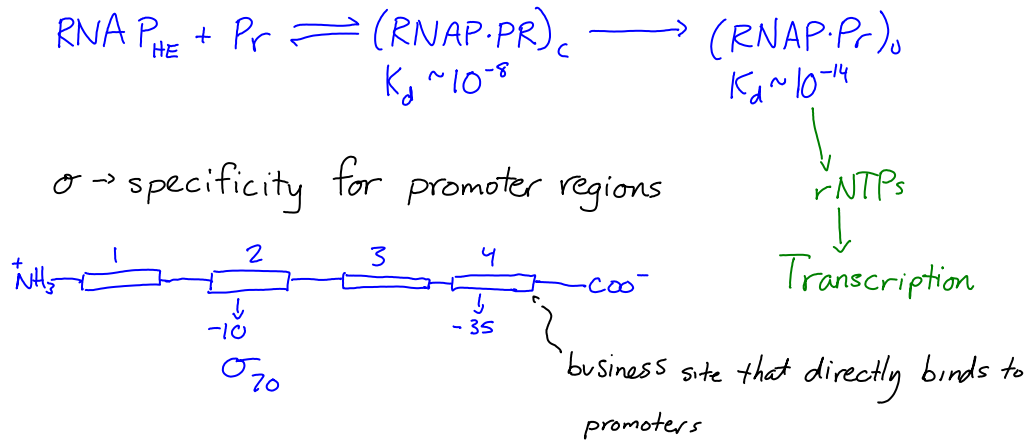 RNAP_HE + Pr ⇌ (RNAP·PR)_c → (RNAP·Pr)_o
K_d ~ 10^-8
K_d ~ 10^-14
σ → specificity for promoter regions
rNTPs
Transcription
1 2 3 4
+NH3 COO^-
-10 -35
σ_70
business site that directly binds to
promoters